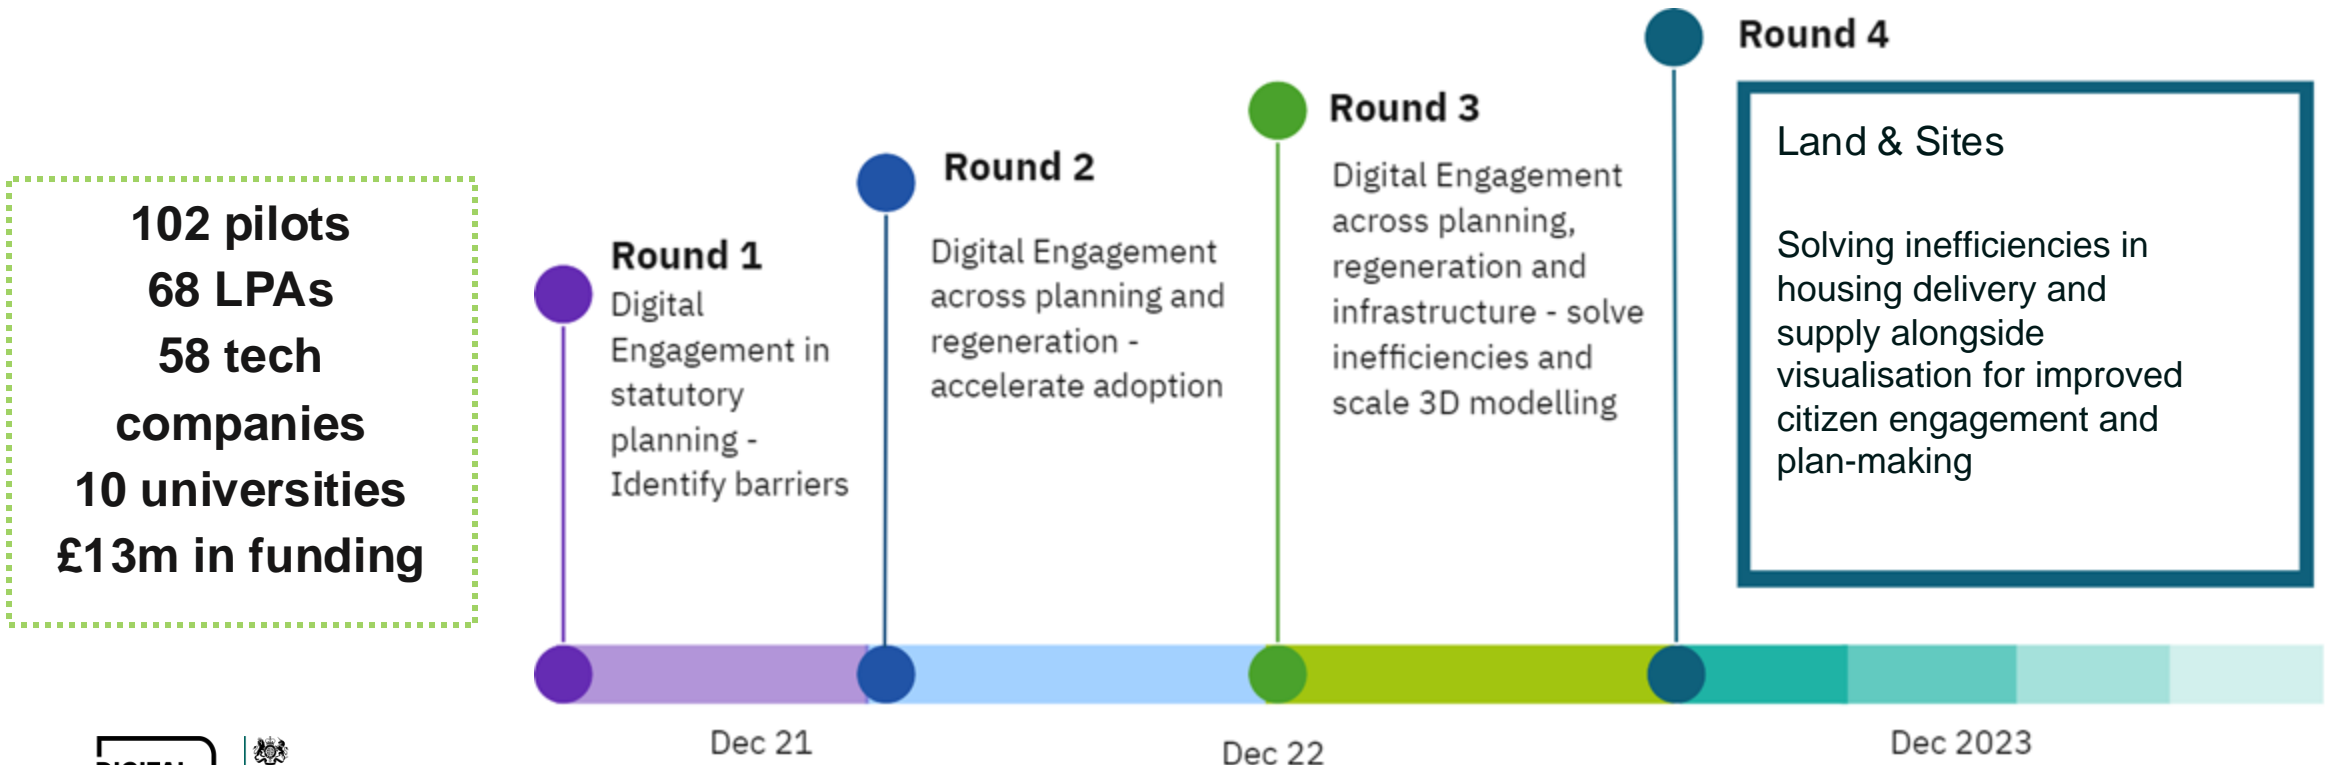 102 pilots
68 LPAs
58 tech
companies
10 universities
£13m in funding
Round 1
Digital
Engagement in
statutory
planning -
Identify barriers
Round 2
Digital Engagement
across planning and
regeneration -
accelerate adoption
Round 3
Digital Engagement
across planning,
regeneration and
infrastructure - solve
inefficiencies and
scale 3D modelling
Round 4
Land & Sites
Solving inefficiencies in
housing delivery and
supply alongside
visualisation for improved
citizen engagement and
plan-making
Dec 21
Dec 22
Dec 2023
DIGITAL